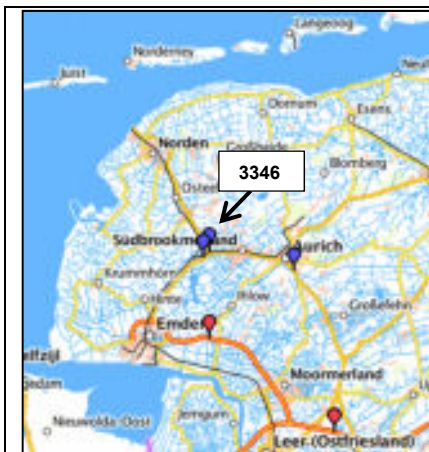 Langeoog
Norderney
Juist
Dornum
Esens
Norden
Großheide
Blomberg
3346
Südbrookmerland
Aurich
Krummhörn
Hinte
Ihlow
Großefehn
Emden
Moormerland
Jemgum
Nieuwolda-Oost
Leer (Ostfriesland)